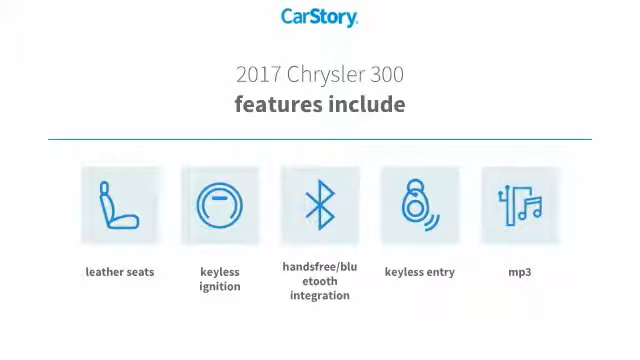 CarStory.
2017 Chrysler 300
features include
leather seats
keyless
ignition
handsfree/blu
etooth
integration
keyless entry
mp3